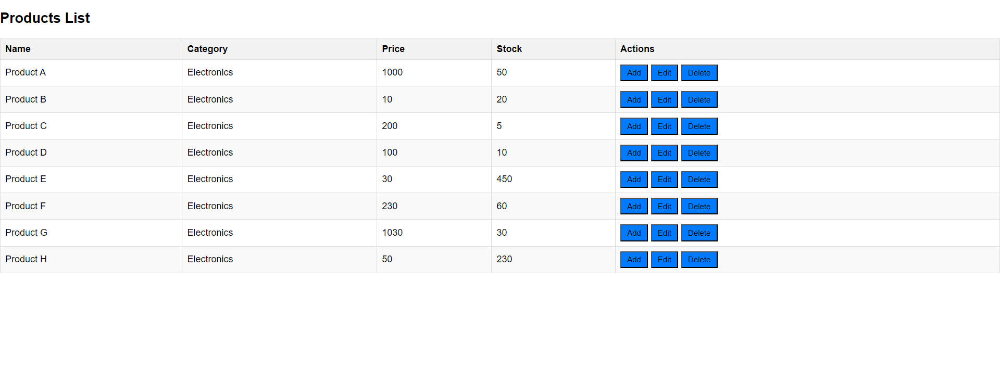 Products List
Name Category Price Stock Actions
Product A Electronics 1000 50 Add Edit Delete
Product B Electronics 10 20 Add Edit Delete
Product C Electronics 200 5 Add Edit Delete
Product D Electronics 100 10 Add Edit Delete
Product E Electronics 30 450 Add Edit Delete
Product F Electronics 230 60 Add Edit Delete
Product G Electronics 1030 30 Add Edit Delete
Product H Electronics 50 230 Add Edit Delete